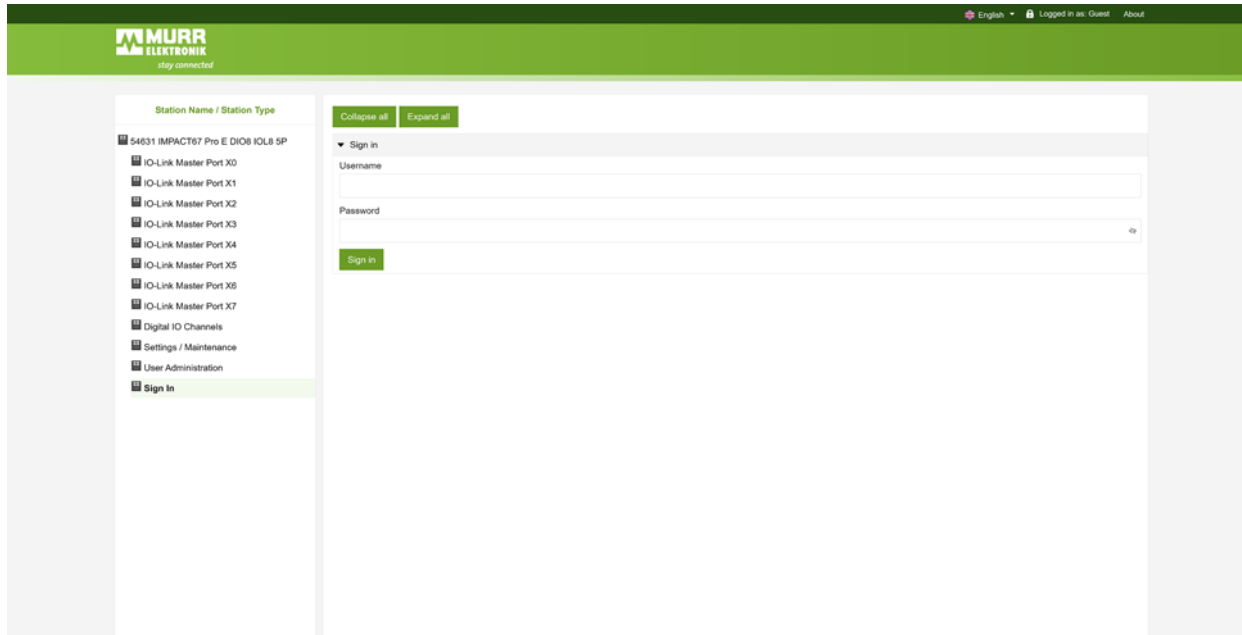 English
Logged in as: Guest
About
MURR
ELEKTRONIK
stay connected
Station Name / Station Type
54631 IMPACT67 Pro E DIO8 IOL8 5P
IO-Link Master Port X0
IO-Link Master Port X1
IO-Link Master Port X2
IO-Link Master Port X3
IO-Link Master Port X4
IO-Link Master Port X5
IO-Link Master Port X6
IO-Link Master Port X7
Digital IO Channels
Settings / Maintenance
User Administration
Sign In
Collapse all
Expand all
Sign in
Username
Password
Sign in